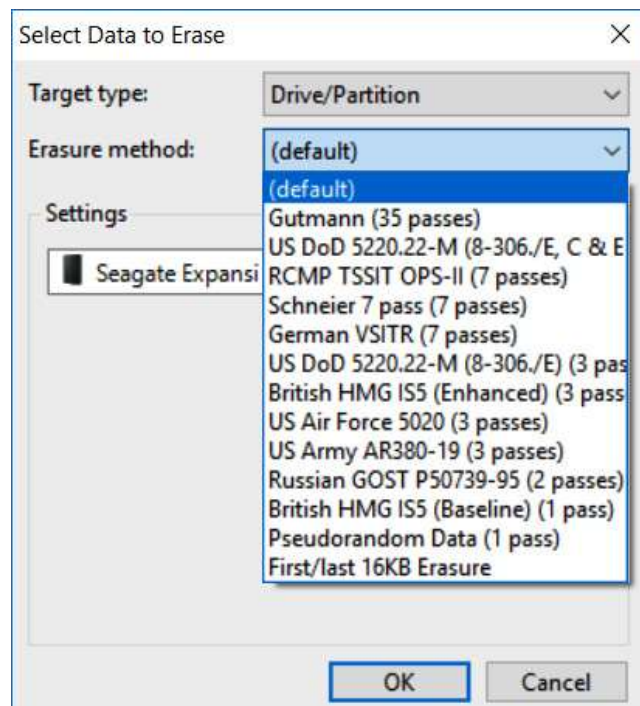 Select Data to Erase
Target type:
Drive/Partition
Erasure method:
(default)
(default)
Gutmann (35 passes)
US DoD 5220.22-M (8-306./E, C & E
RCMP TSSIT OPS-II (7 passes)
Schneier 7 pass (7 passes)
German VSITR (7 passes)
US DoD 5220.22-M (8-306./E) (3 pas
British HMG IS5 (Enhanced) (3 pass
US Air Force 5020 (3 passes)
US Army AR380-19 (3 passes)
Russian GOST P50739-95 (2 passes)
British HMG IS5 (Baseline) (1 pass)
Pseudorandom Data (1 pass)
First/last 16KB Erasure
Settings
Seagate Expansi
OK
Cancel